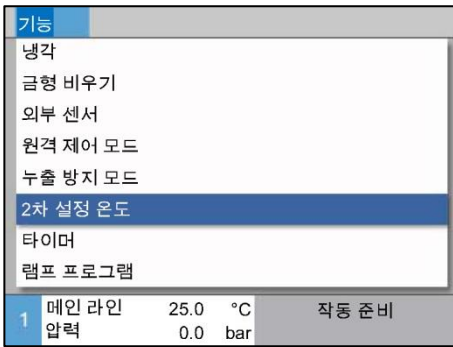 기능
냉각
금형 비우기
외부 센서
원격 제어 모드
누출 방지 모드
2차 설정 온도
타이머
램프 프로그램
1 메인 라인 25.0 °C 작동 준비
압력 0.0 bar